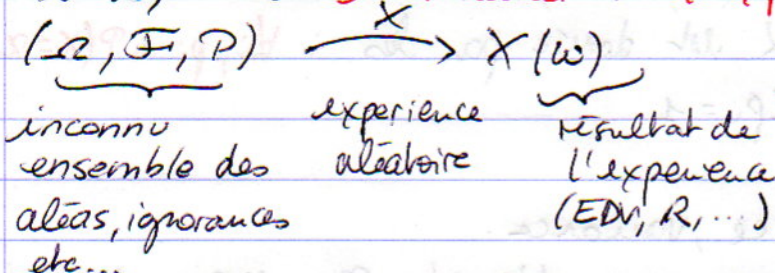 X
(Ω, F, P) → X(ω)
inconnu
ensemble des
aléas, ignorances
etc...
experience
aléatoire
résultat de
l'experience
(EDV, R, ...)